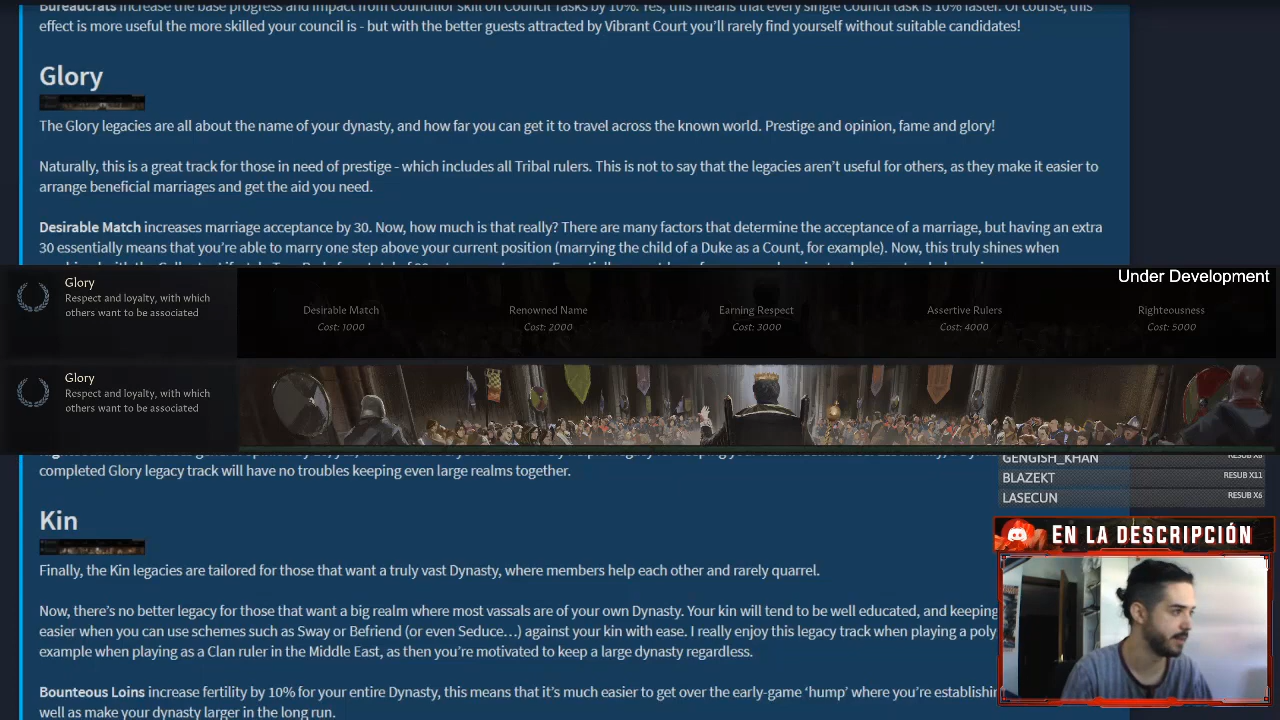 Bureaucrats increase the base progress and impact from Councillor skill on Council Tasks by 10%. Yes, this means that every single Council task is 10% faster. Of course, this
effect is more useful the more skilled your council is - but with the better guests attracted by Vibrant Court you'll rarely find yourself without suitable candidates!
Glory
The Glory legacies are all about the name of your dynasty, and how far you can get it to travel across the known world. Prestige and opinion, fame and glory!
Naturally, this is a great track for those in need of prestige - which includes all Tribal rulers. This is not to say that the legacies aren't useful for others, as they make it easier to
arrange beneficial marriages and get the aid you need.
Desirable Match increases marriage acceptance by 30. Now, how much is that really? There are many factors that determine the acceptance of a marriage, but having an extra
30 essentially means that you're able to marry one step above your current position (marrying the child of a Duke as a Count, for example). Now, this truly shines when
Under Development
Glory
Respect and loyalty, with which
others want to be associated
Desirable Match
Cost: 1000
Renowned Name
Cost: 2000
Earning Respect
Cost: 3000
Assertive Rulers
Cost: 4000
Righteousness
Cost: 5000
Glory
Respect and loyalty, with which
others want to be associated
completed Glory legacy track will have no troubles keeping even large realms together.
GENGISH_KHAN RESUB X8
BLAZEKT RESUB X11
LASECUN RESUB X6
EN LA DESCRIPCIÓN
Kin
Finally, the Kin legacies are tailored for those that want a truly vast Dynasty, where members help each other and rarely quarrel.
Now, there's no better legacy for those that want a big realm where most vassals are of your own Dynasty. Your kin will tend to be well educated, and keeping
easier when you can use schemes such as Sway or Befriend (or even Seduce...) against your kin with ease. I really enjoy this legacy track when playing a poly
example when playing as a Clan ruler in the Middle East, as then you're motivated to keep a large dynasty regardless.
Bounteous Loins increase fertility by 10% for your entire Dynasty, this means that it's much easier to get over the early-game 'hump' where you're establishin
well as make your dynasty larger in the long run.